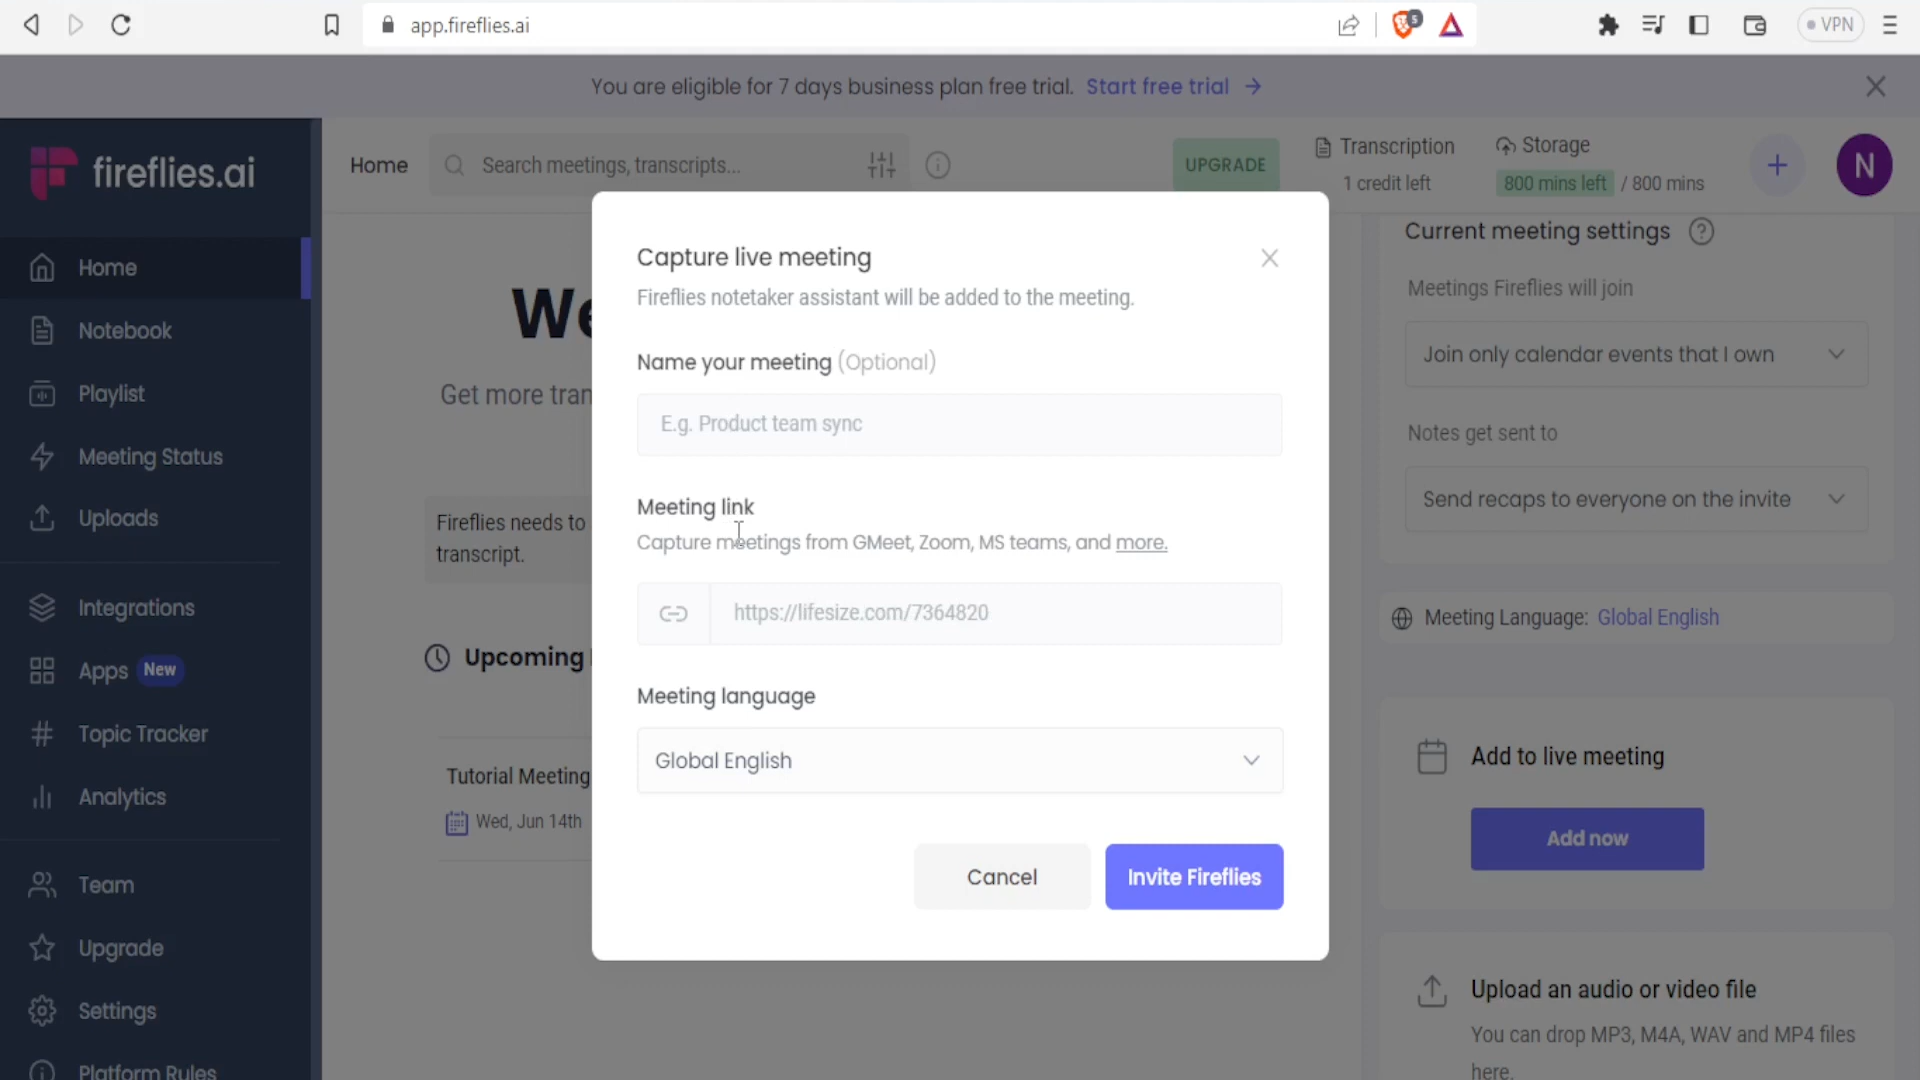 app.fireflies.ai
5
VPN
You are eligible for 7 days business plan free trial. Start free trial →
fireflies.ai
Home
Search meetings, transcripts...
UPGRADE
Transcription
1 credit left
Storage
800 mins left / 800 mins
+
N
Home
Notebook
Playlist
Meeting Status
Uploads
Integrations
Apps New
Topic Tracker
Analytics
Team
Upgrade
Settings
Platform Rules
We
Get more tran
Fireflies needs to
transcript.
Upcoming
Tutorial Meeting
Wed, Jun 14th
Capture live meeting
Fireflies notetaker assistant will be added to the meeting.
Name your meeting (Optional)
E.g. Product team sync
Meeting link
Capture meetings from GMeet, Zoom, MS teams, and more.
https://lifesize.com/7364820
Meeting language
Global English
Cancel
Invite Fireflies
Current meeting settings
Meetings Fireflies will join
Join only calendar events that I own
Notes get sent to
Send recaps to everyone on the invite
Meeting Language: Global English
Add to live meeting
Add now
Upload an audio or video file
You can drop MP3, M4A, WAV and MP4 files
here.